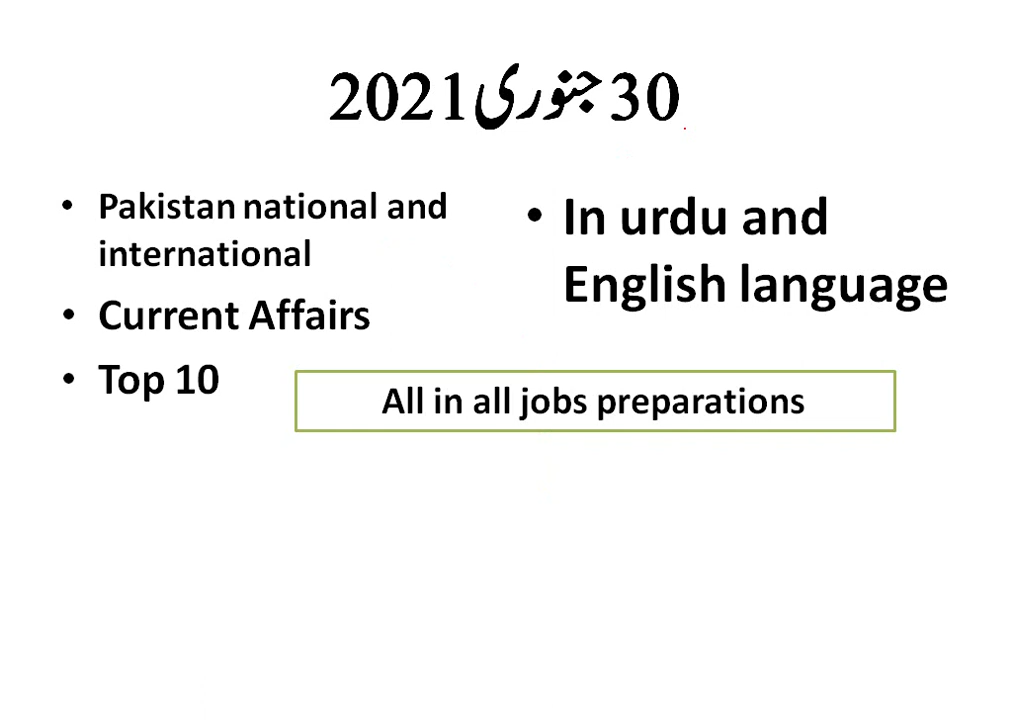 30 جنوری 2021
• Pakistan national and
international
• Current Affairs
• Top 10
• In urdu and
English language
All in all jobs preparations